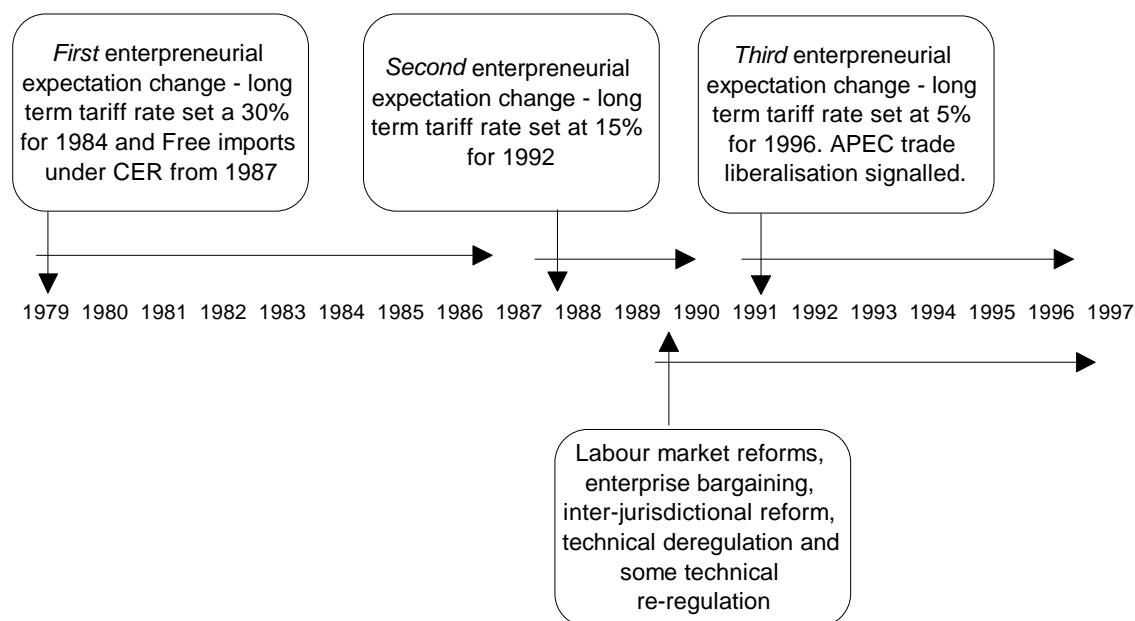 First enterpreneurial
expectation change - long
term tariff rate set a 30%
for 1984 and Free imports
under CER from 1987
Second enterpreneurial
expectation change - long
term tariff rate set at 15%
for 1992
Third enterpreneurial
expectation change - long
term tariff rate set at 5%
for 1996. APEC trade
liberalisation signalled.
1979 1980 1981 1982 1983 1984 1985 1986 1987 1988 1989 1990 1991 1992 1993 1994 1995 1996 1997
Labour market reforms,
enterprise bargaining,
inter-jurisdictional reform,
technical deregulation and
some technical
re-regulation